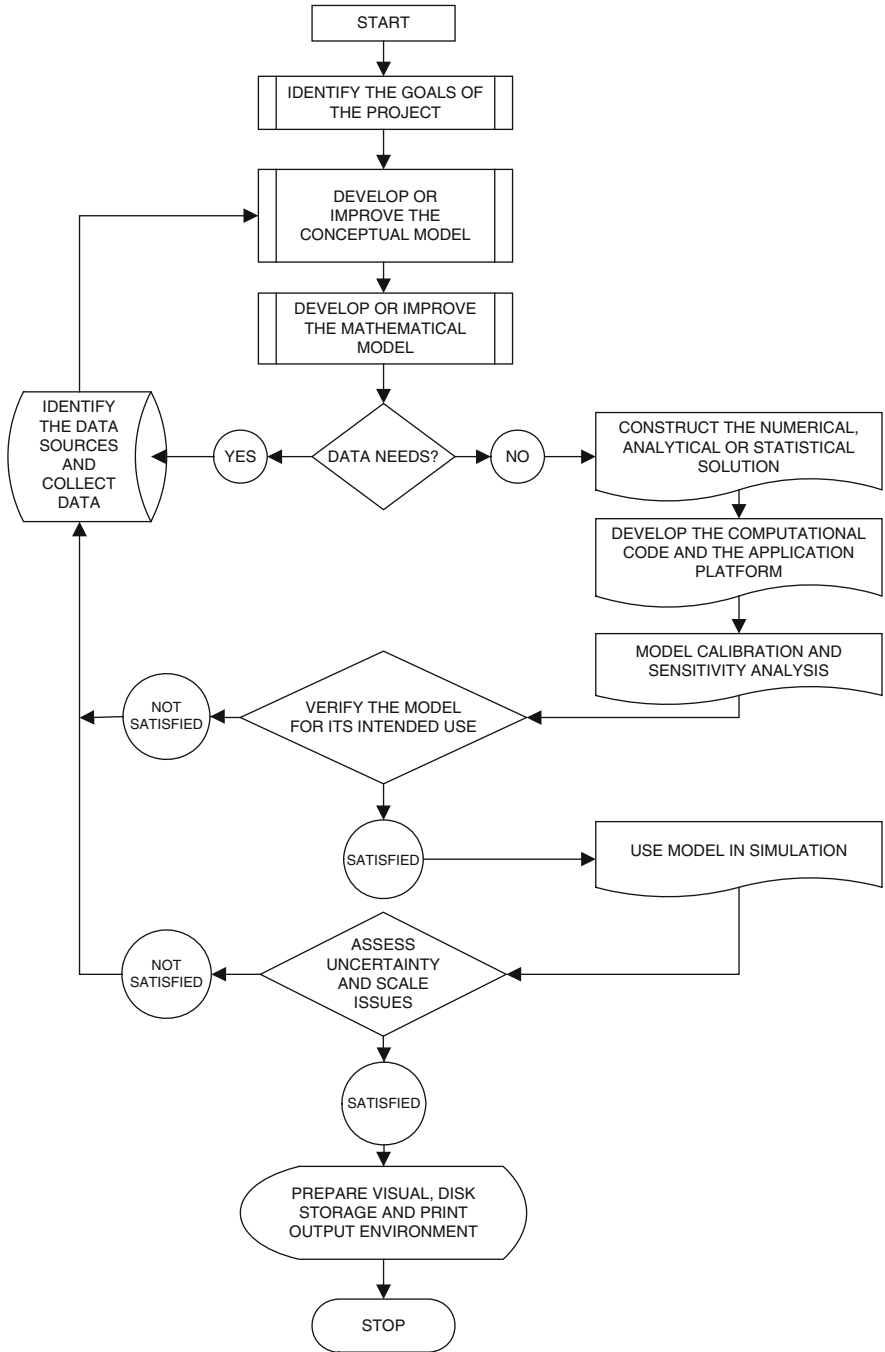 START
IDENTIFY THE GOALS OF
THE PROJECT
DEVELOP OR
IMPROVE THE
CONCEPTUAL MODEL
DEVELOP OR IMPROVE
THE MATHEMATICAL
MODEL
IDENTIFY
THE DATA
SOURCES
AND
COLLECT
DATA
YES
DATA NEEDS?
NO
CONSTRUCT THE NUMERICAL,
ANALYTICAL OR STATISTICAL
SOLUTION
DEVELOP THE COMPUTATIONAL
CODE AND THE APPLICATION
PLATFORM
MODEL CALIBRATION AND
SENSITIVITY ANALYSIS
NOT
SATISFIED
VERIFY THE MODEL
FOR ITS INTENDED USE
SATISFIED
USE MODEL IN SIMULATION
NOT
SATISFIED
ASSESS
UNCERTAINTY
AND SCALE
ISSUES
SATISFIED
PREPARE VISUAL, DISK
STORAGE AND PRINT
OUTPUT ENVIRONMENT
STOP